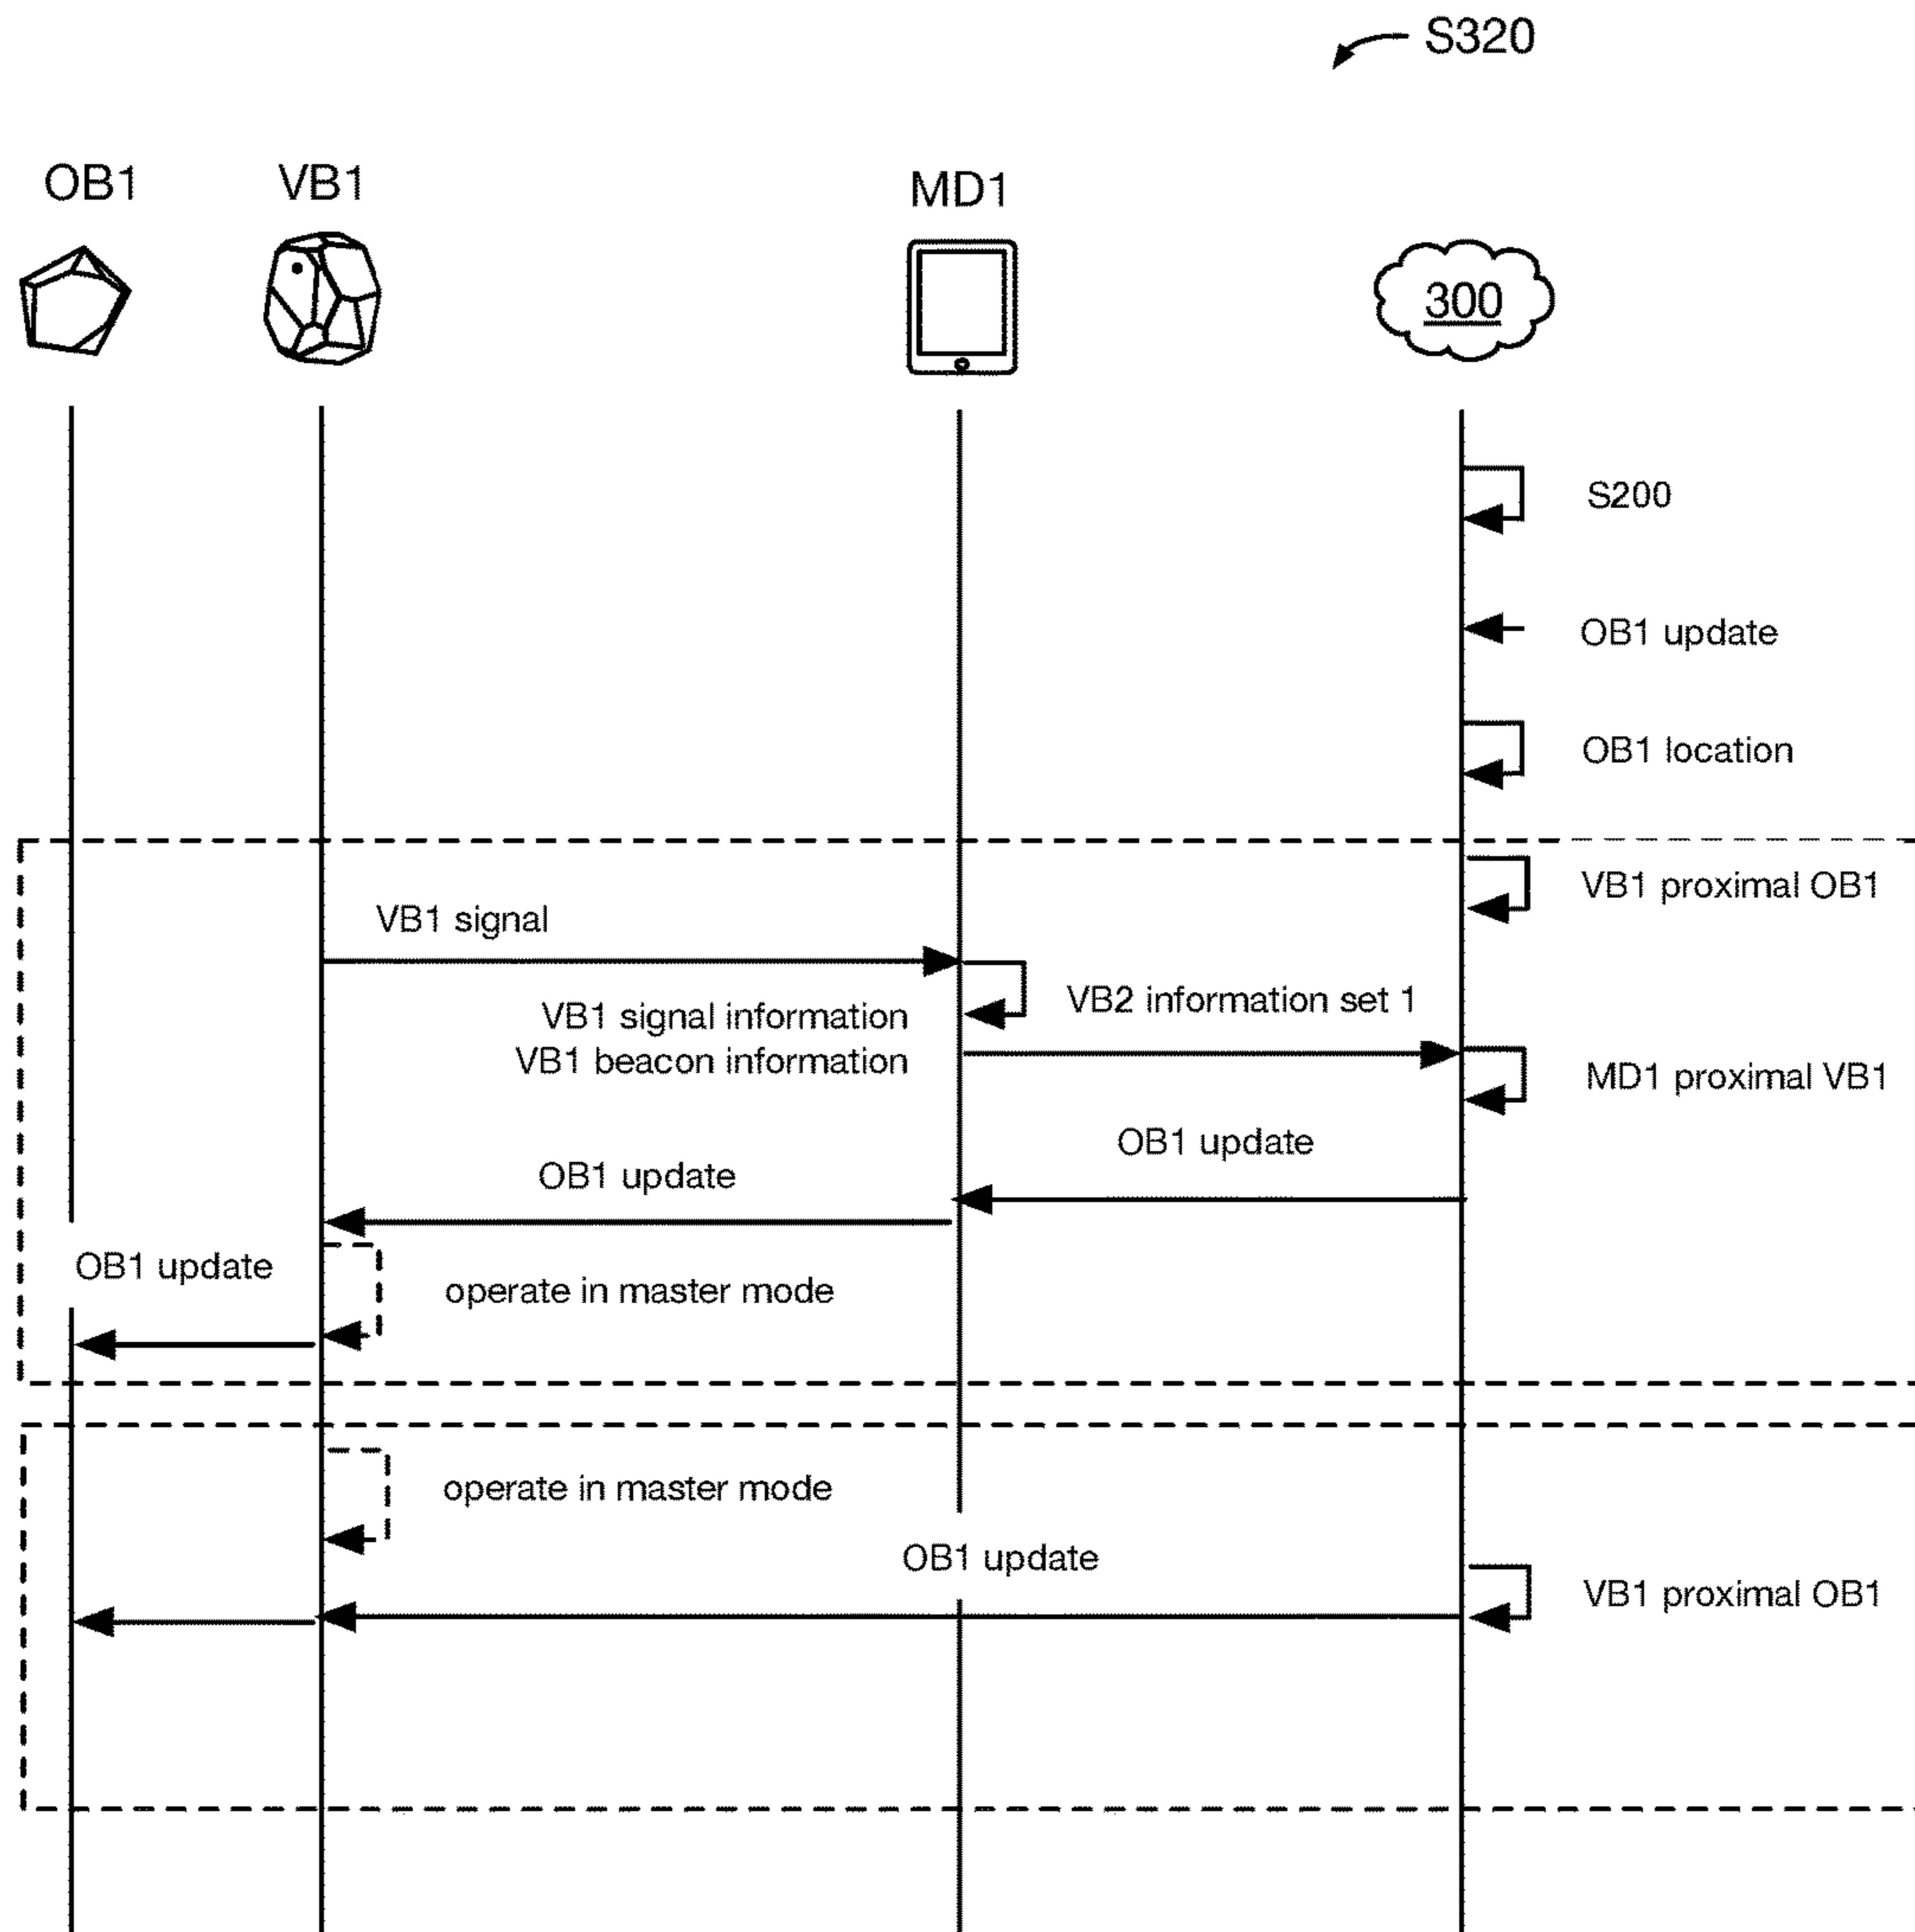 S320
OB1
VB1
MD1
300
S200
OB1 update
OB1 location
VB1 proximal OB1
VB1 signal
VB2 information set 1
VB1 signal information
VB1 beacon information
MD1 proximal VB1
OB1 update
OB1 update
OB1 update
operate in master mode
operate in master mode
OB1 update
VB1 proximal OB1